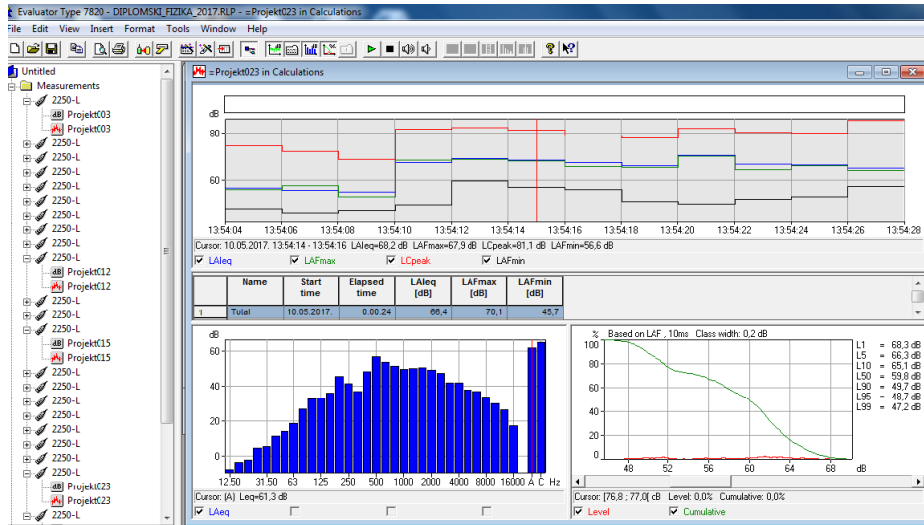 Evaluator Type 7820 - DIPLOMSKI_FIZIKA_2017.RLP - =Projekt023 in Calculations
File Edit View Insert Format Tools Window Help
Untitled
Measurements
2250-L
Projekt003
Projekt003
2250-L
2250-L
2250-L
2250-L
2250-L
2250-L
2250-L
2250-L
2250-L
Projekt012
Projekt012
2250-L
2250-L
2250-L
Projekt015
Projekt015
2250-L
2250-L
2250-L
2250-L
2250-L
2250-L
Projekt023
Projekt023
2250-L
=Projekt023 in Calculations
dB
80
60
13:54:04 13:54:06 13:54:08 13:54:10 13:54:12 13:54:14 13:54:16 13:54:18 13:54:20 13:54:22 13:54:24 13:54:26 13:54:28
Cursor: 10.05.2017. 13:54:14 - 13:54:16 LAleq=68,2 dB LAFmax=67,9 dB LCpeak=81,1 dB LAFmin=56,6 dB
LAleq LAFmax LCpeak LAFmin
Name Start time Elapsed time LAleq [dB] LAFmax [dB] LAFmin [dB]
1 Total 10.05.2017. 0.00.24 66,4 70,1 45,7
dB
60
40
20
0
12.50 31.50 63 125 250 500 1000 2000 4000 8000 16000 A C Hz
Cursor: (A) Leq=61,3 dB
LAeq
% Based on LAF , 10ms Class width: 0,2 dB
100
80
60
40
20
0
48 52 56 60 64 68 dB
L1 = 68,3 dB
L5 = 66,3 dB
L10 = 65,1 dB
L50 = 59,8 dB
L90 = 49,7 dB
L95 = 48,7 dB
L99 = 47,2 dB
Cursor: [76,8 ; 77,0[ dB Level: 0,0% Cumulative: 0,0%
Level Cumulative